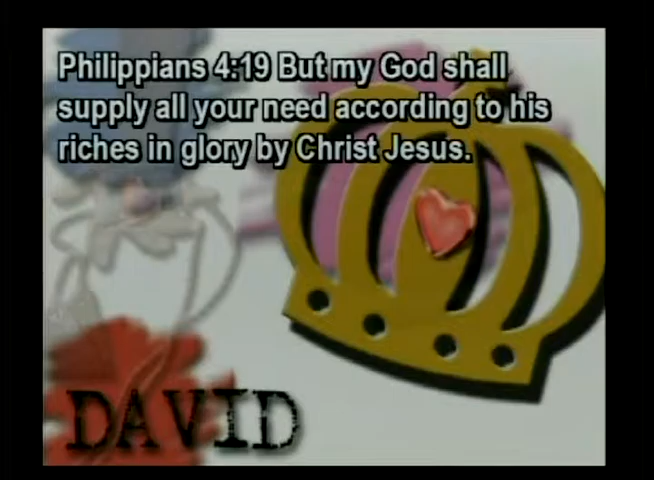 Philippians 4:19 But my God shall
supply all your need according to his
riches in glory by Christ Jesus.
DAVID